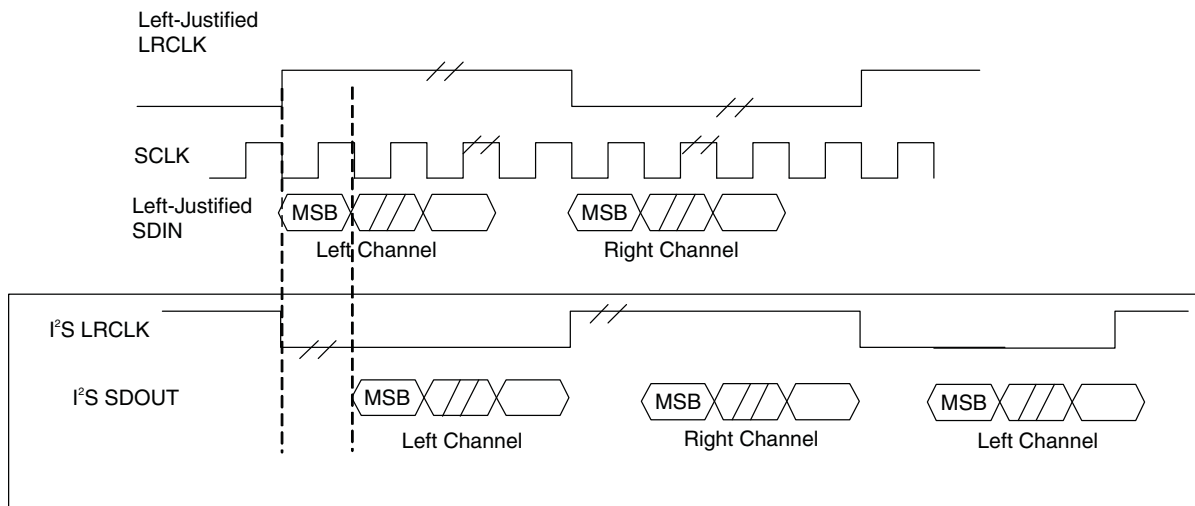 Left-Justified
LRCLK
SCLK
Left-Justified
SDIN
MSB
MSB
Left Channel
Right Channel
I²S LRCLK
I²S SDOUT
MSB
MSB
MSB
Left Channel
Right Channel
Left Channel